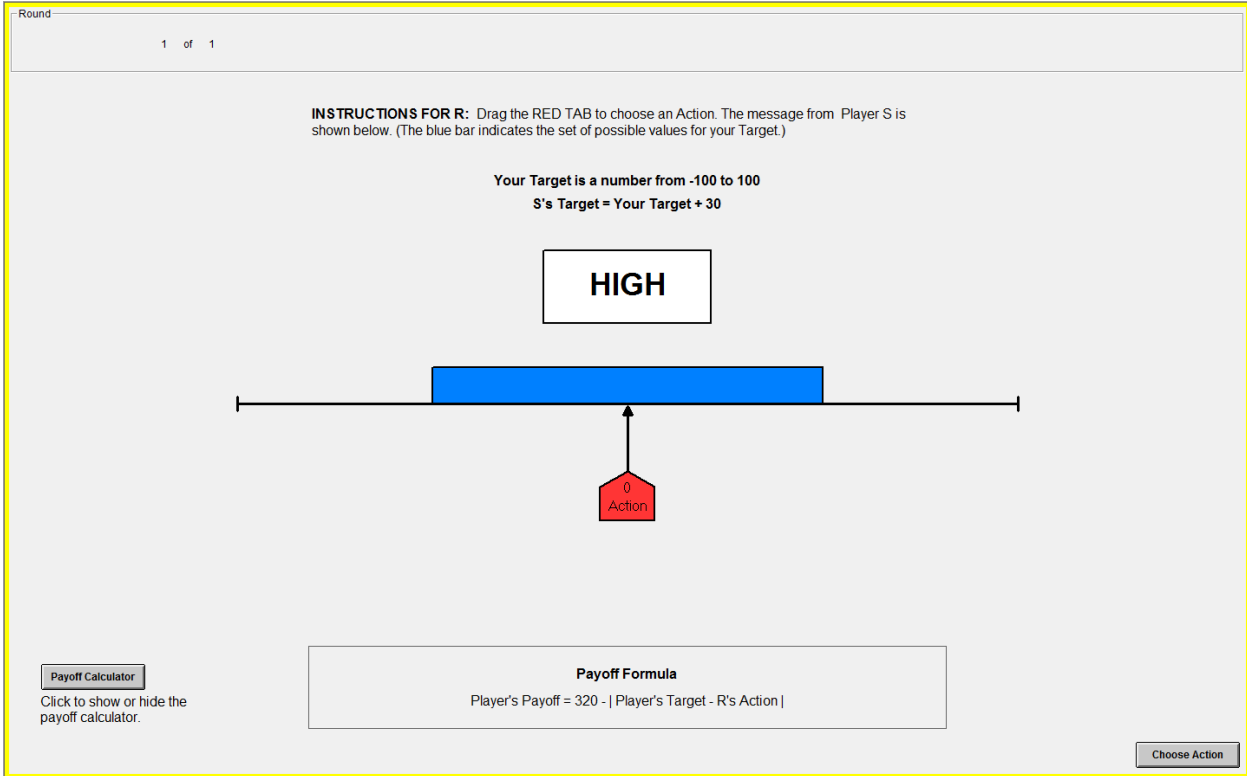 Round
1 of 1
INSTRUCTIONS FOR R: Drag the RED TAB to choose an Action. The message from Player S is
shown below. (The blue bar indicates the set of possible values for your Target.)
Your Target is a number from -100 to 100
S's Target = Your Target + 30
HIGH
0
Action
Payoff Calculator
Click to show or hide the
payoff calculator.
Payoff Formula
Player's Payoff = 320 - | Player's Target - R's Action |
Choose Action